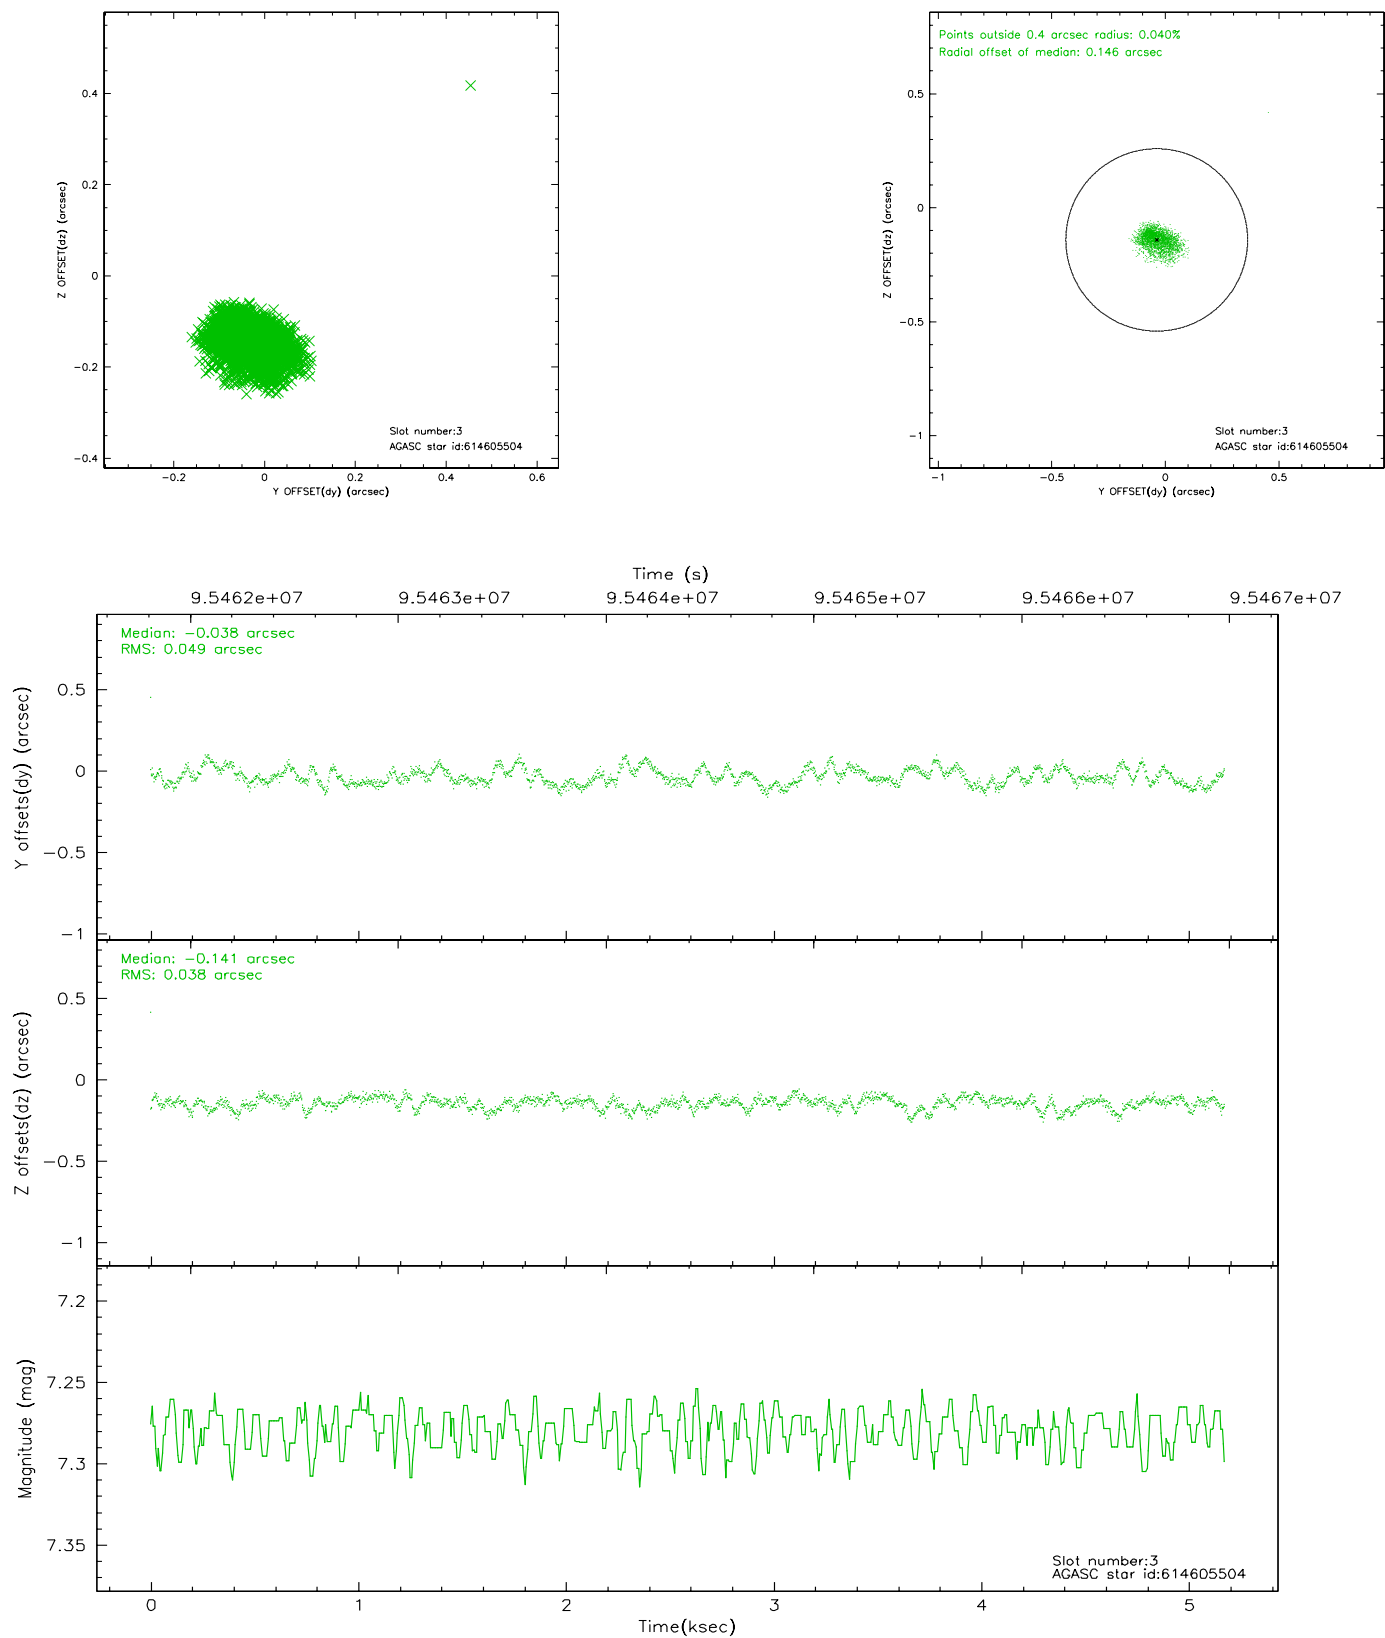 0.4
0.2
0
−0.2
−0.4
Z OFFSET(dz) (arcsec)
Slot number:3
AGASC star id:614605504
−0.2 0 0.2 0.4 0.6
Y OFFSET(dy) (arcsec)
Points outside 0.4 arcsec radius: 0.040%
Radial offset of median: 0.146 arcsec
0.5
0
−0.5
−1
Z OFFSET(dz) (arcsec)
Slot number:3
AGASC star id:614605504
−1 −0.5 0 0.5
Y OFFSET(dy) (arcsec)
Time (s)
9.5462e+07 9.5463e+07 9.5464e+07 9.5465e+07 9.5466e+07 9.5467e+07
Median: −0.038 arcsec
RMS: 0.049 arcsec
0.5
0
−0.5
−1
Y offsets(dy) (arcsec)
Median: −0.141 arcsec
RMS: 0.038 arcsec
0.5
0
−0.5
−1
Z offsets(dz) (arcsec)
7.2
7.25
7.3
7.35
Magnitude (mag)
Slot number:3
AGASC star id:614605504
0 1 2 3 4 5
Time(ksec)